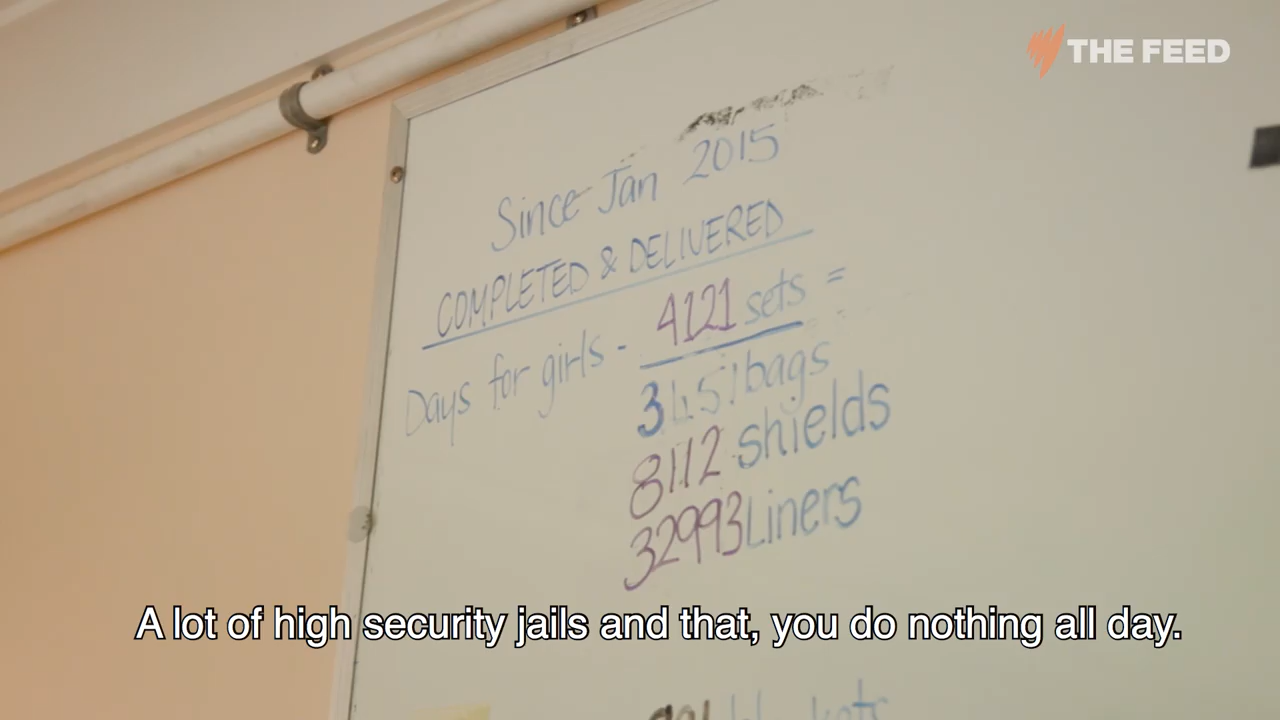 THE FEED
Since Jan 2015
COMPLETED & DELIVERED
Days for girls - 4121 sets =
bags
8112 shields
32993 Liners
A lot of high security jails and that, you do nothing all day.